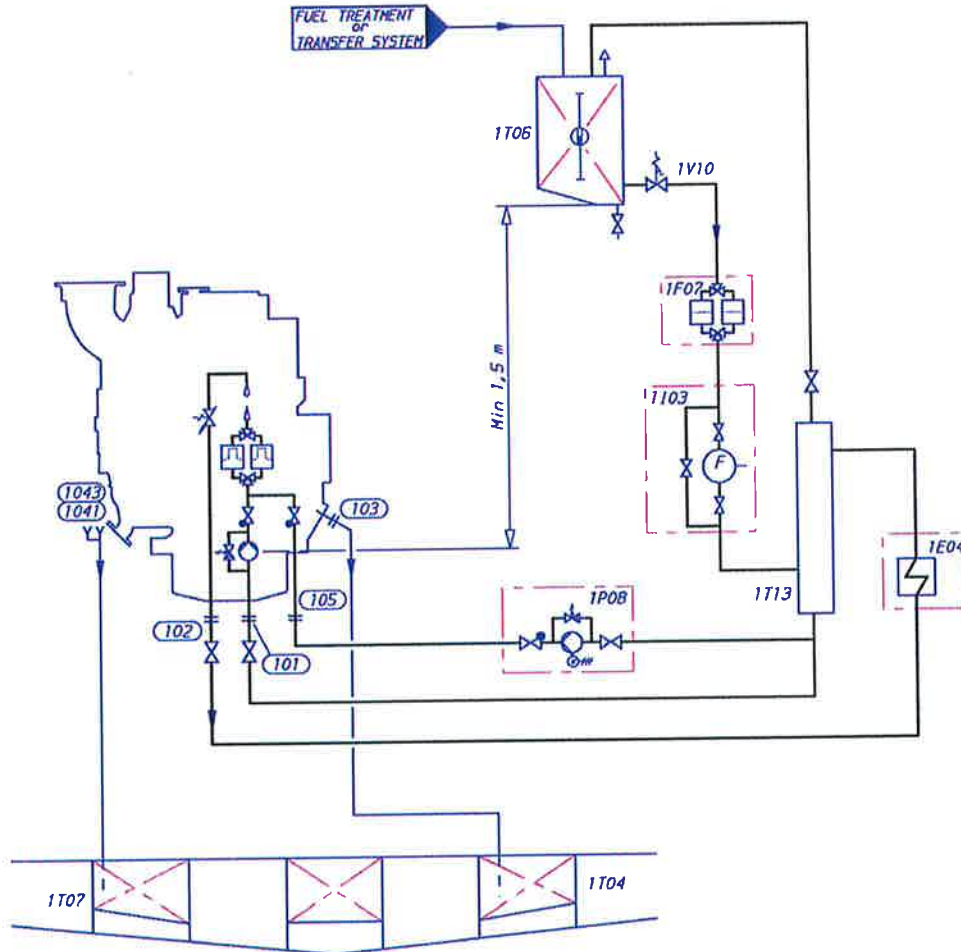 FUEL TREATMENT
or
TRANSFER SYSTEM
1T06
1V10
1F07
Min 1,5 m
1I03
F
1043
1041
103
1E04
1T13
105
1P08
102
101
1T07
1T04